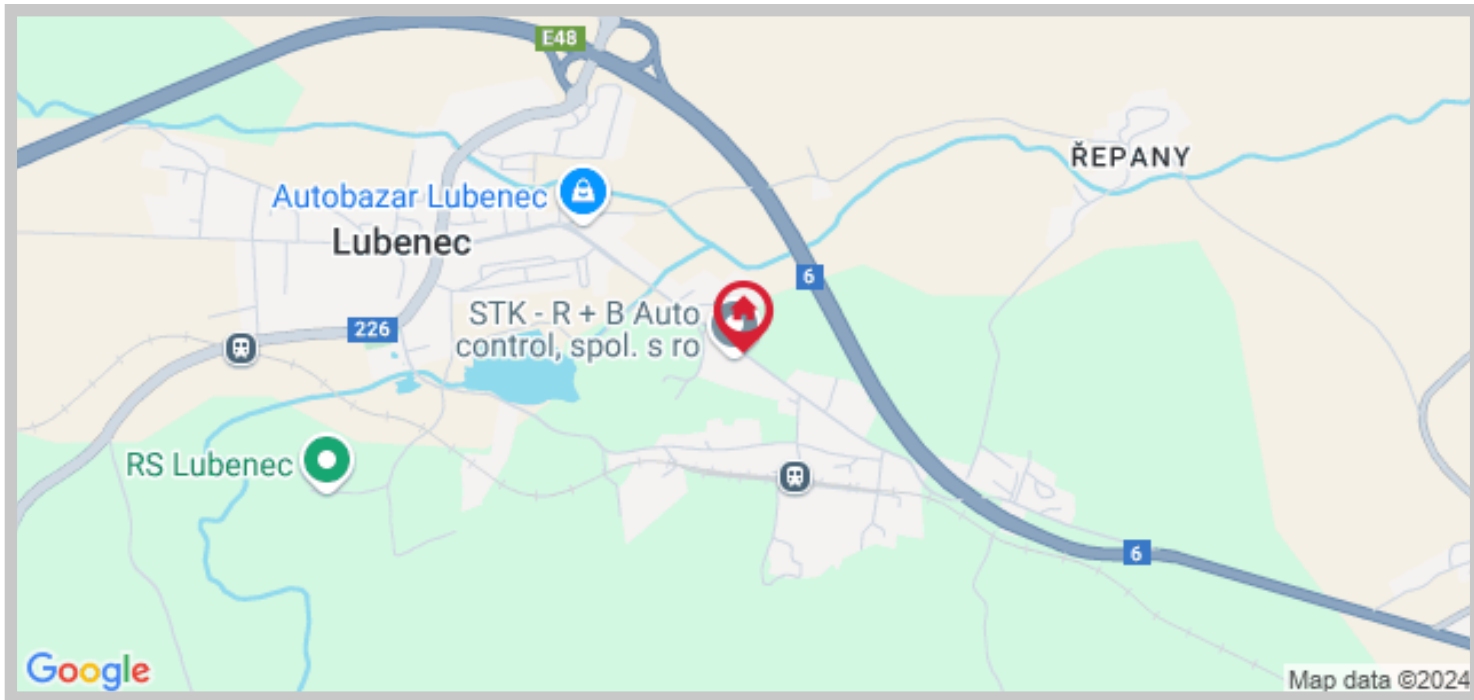 E48
ŘEPANY
Autobazar Lubenec
Lubenec
6
STK - R + B Auto
control, spol. s ro
226
RS Lubenec
6
Google
Map data ©2024